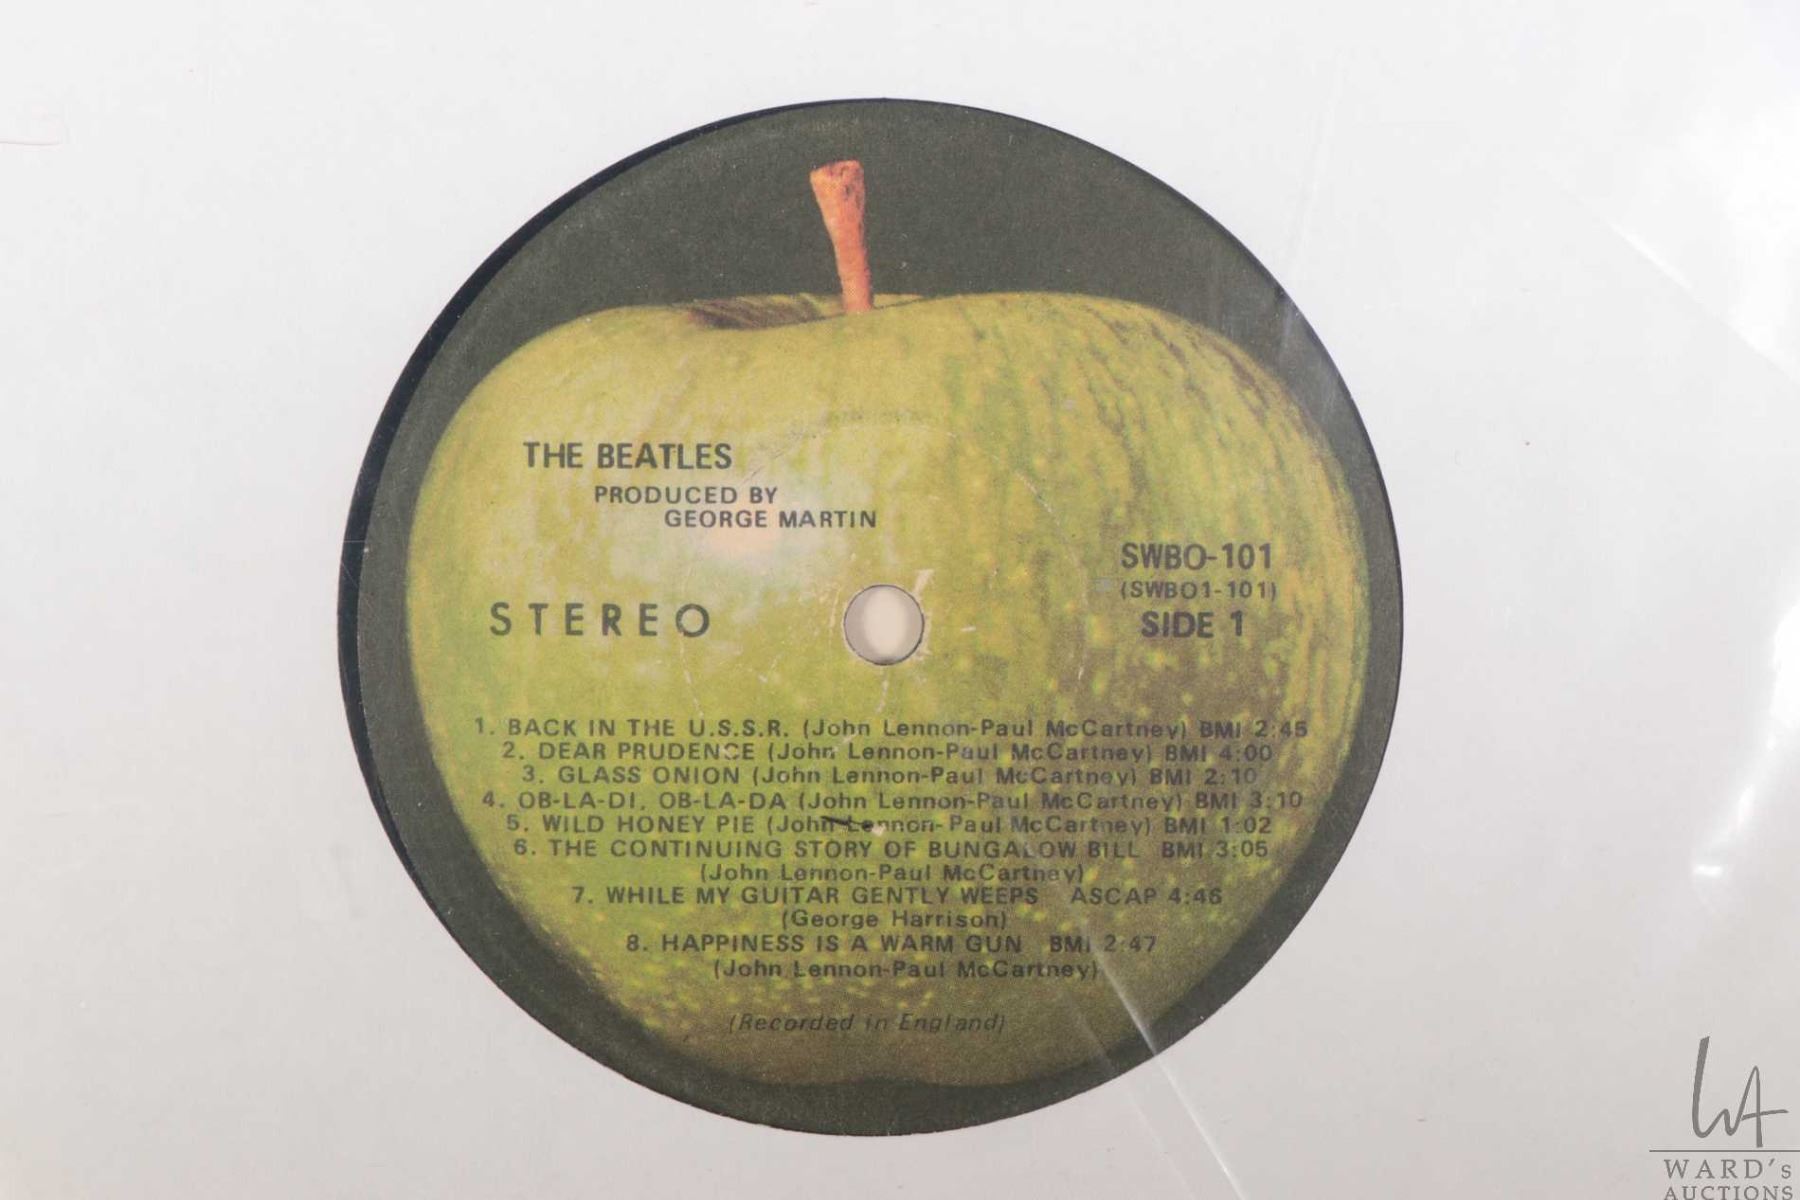 THE BEATLES
PRODUCED BY
GEORGE MARTIN
SWBO-101
(SWBO1-101)
STEREO
SIDE 1
1. BACK IN THE U.S.S.R. (John Lennon-Paul McCartney) BMI 2:45
2. DEAR PRUDENCE (John Lennon-Paul McCartney) BMI 4:00
3. GLASS ONION (John Lennon-Paul McCartney) BMI 2:10
4. OB-LA-DI, OB-LA-DA (John Lennon-Paul McCartney) BMI 3:10
5. WILD HONEY PIE (John Lennon-Paul McCartney) BMI 1:02
6. THE CONTINUING STORY OF BUNGALOW BILL BMI 3:05
(John Lennon-Paul McCartney)
7. WHILE MY GUITAR GENTLY WEEPS ASCAP 4:46
(George Harrison)
8. HAPPINESS IS A WARM GUN BMI 2:47
(John Lennon-Paul McCartney)
(Recorded in England)
WA
WARD's
AUCTIONS